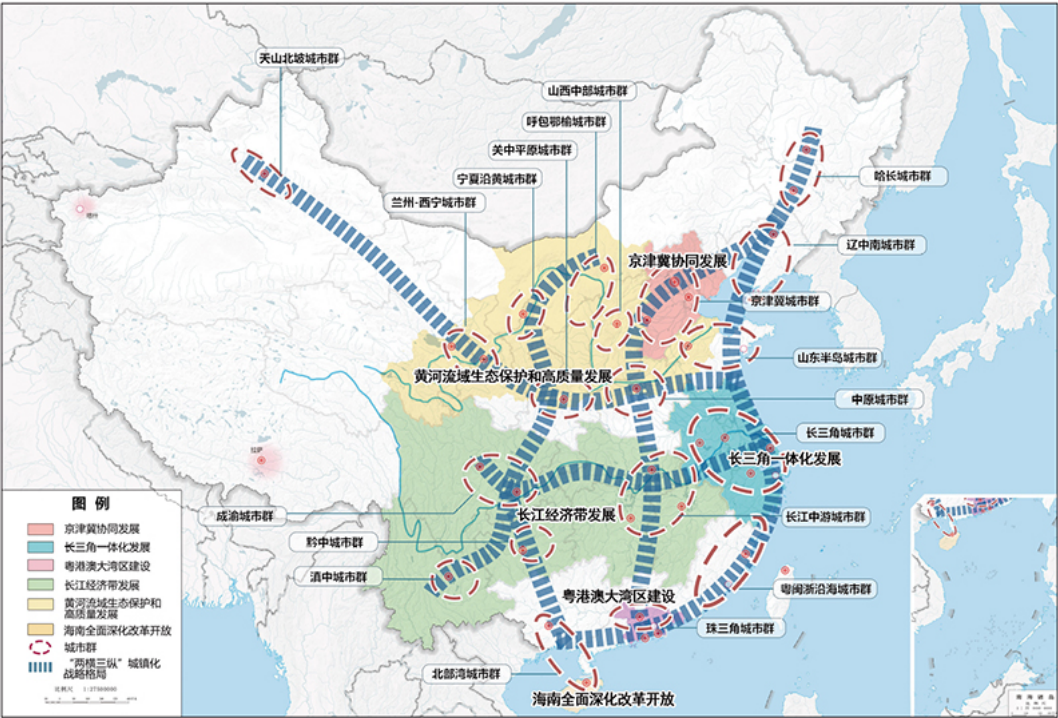 天山北坡城市群
山西中部城市群
呼包鄂榆城市群
关中平原城市群
宁夏沿黄城市群
兰州-西宁城市群
哈长城市群
辽中南城市群
京津冀协同发展
京津冀城市群
山东半岛城市群
黄河流域生态保护和高质量发展
中原城市群
长三角城市群
长三角一体化发展
拉萨
成渝城市群
长江经济带发展
长江中游城市群
黔中城市群
滇中城市群
粤闽浙沿海城市群
粤港澳大湾区建设
珠三角城市群
北部湾城市群
海南全面深化改革开放
图 例
京津冀协同发展
长三角一体化发展
粤港澳大湾区建设
长江经济带发展
黄河流域生态保护和
高质量发展
海南全面深化改革开放
城市群
“两横三纵”城镇化
战略格局
比例尺 1:27500000
南海诸岛